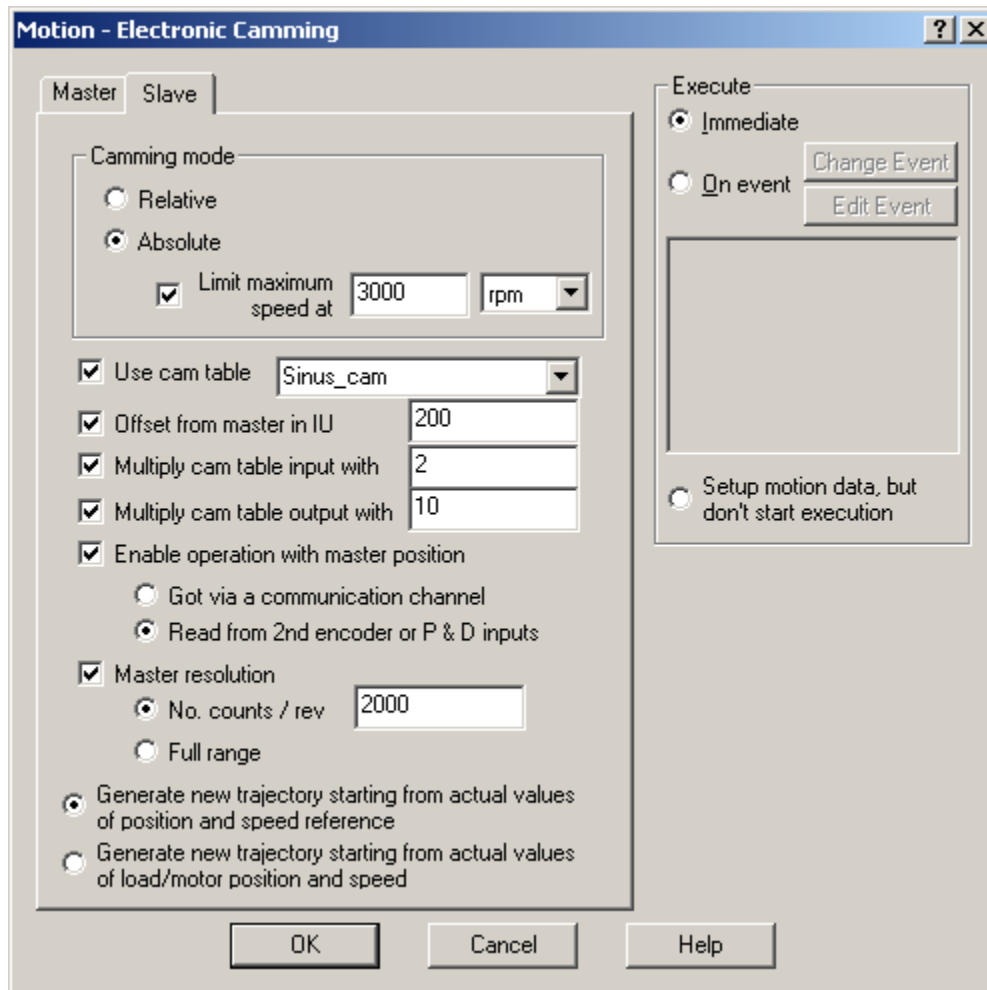 Motion - Electronic Camming
Master
Slave
Camming mode
Relative
Absolute
Limit maximum
speed at
3000
rpm
Use cam table
Sinus_cam
Offset from master in IU
200
Multiply cam table input with
2
Multiply cam table output with
10
Enable operation with master position
Got via a communication channel
Read from 2nd encoder or P & D inputs
Master resolution
No. counts / rev
2000
Full range
Generate new trajectory starting from actual values
of position and speed reference
Generate new trajectory starting from actual values
of load/motor position and speed
Execute
Immediate
On event
Change Event
Edit Event
Setup motion data, but
don't start execution
OK
Cancel
Help